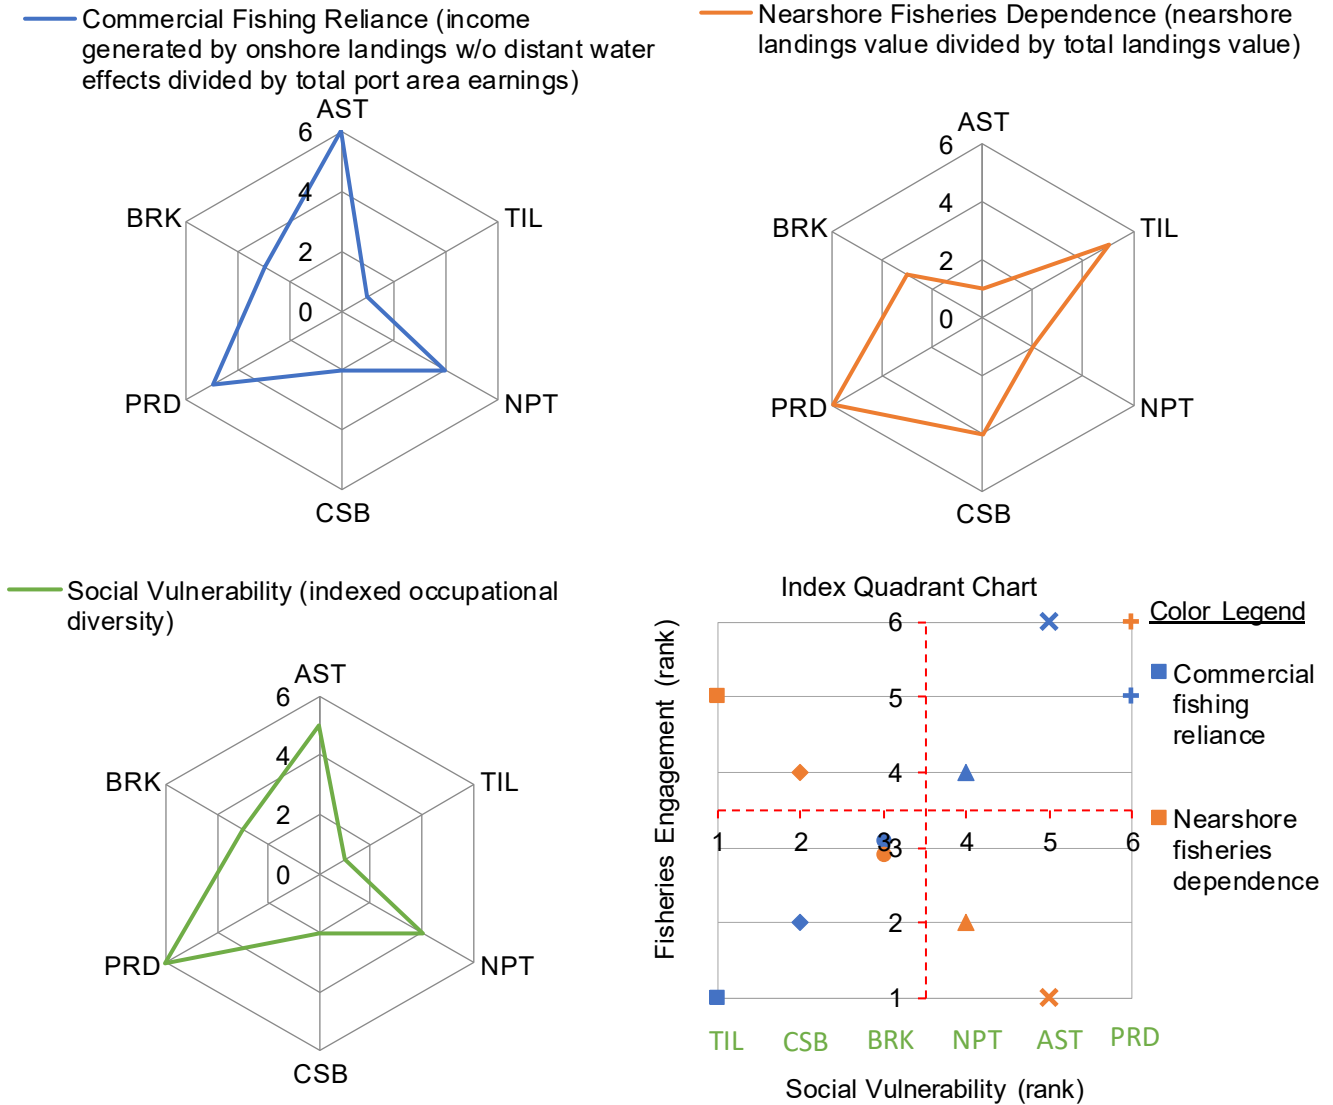 Commercial Fishing Reliance (income
generated by onshore landings w/o distant water
effects divided by total port area earnings)
AST
6
4
2
0
BRK
TIL
PRD
NPT
CSB
Nearshore Fisheries Dependence (nearshore
landings value divided by total landings value)
AST
6
4
2
0
BRK
TIL
PRD
NPT
CSB
Social Vulnerability (indexed occupational
diversity)
AST
6
4
2
0
BRK
TIL
PRD
NPT
CSB
Index Quadrant Chart
Fisheries Engagement (rank)
6
5
4
3
2
1
1 2 3 4 5 6
TIL CSB BRK NPT AST PRD
Social Vulnerability (rank)
Color Legend
Commercial
fishing
reliance
Nearshore
fisheries
dependence